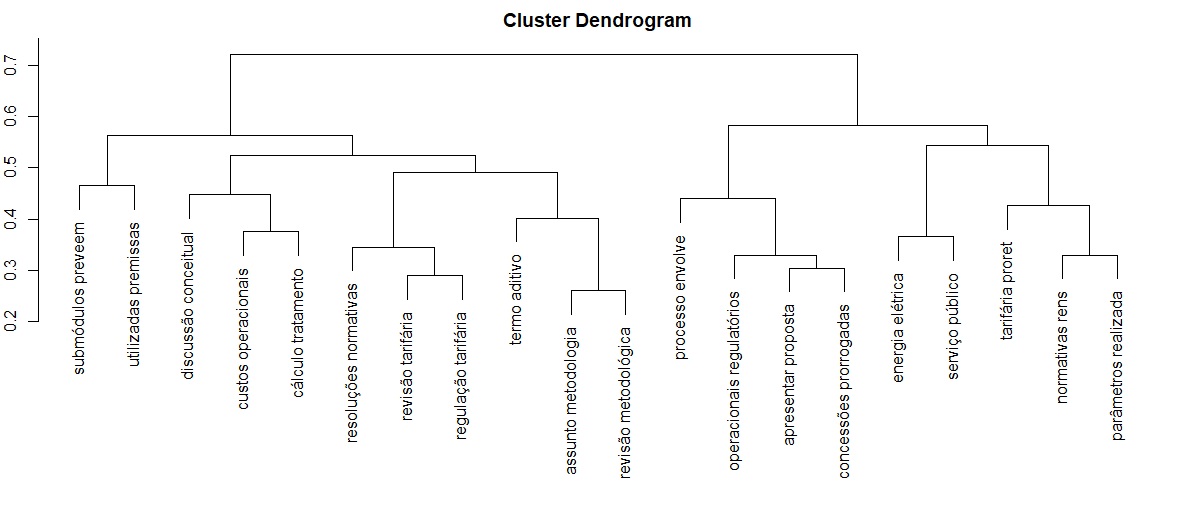 Cluster Dendrogram
0.7
0.6
0.5
0.4
0.3
0.2
submódulos preveem
utilizadas premissas
discussão conceitual
custos operacionais
cálculo tratamento
resoluções normativas
revisão tarifária
regulação tarifária
termo aditivo
assunto metodologia
revisão metodológica
processo envolve
operacionais regulatórios
apresentar proposta
concessões prorrogadas
energia elétrica
serviço público
tarifária proret
normativas rens
parâmetros realizada